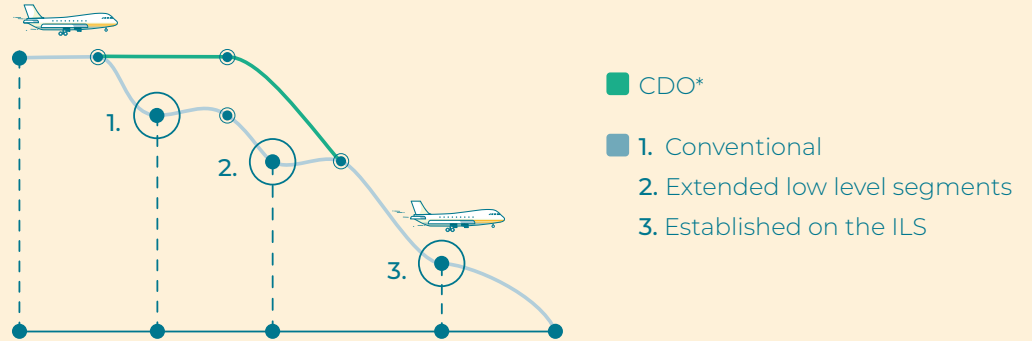 1.
2.
3.
CDO*
1. Conventional
2. Extended low level segments
3. Established on the ILS